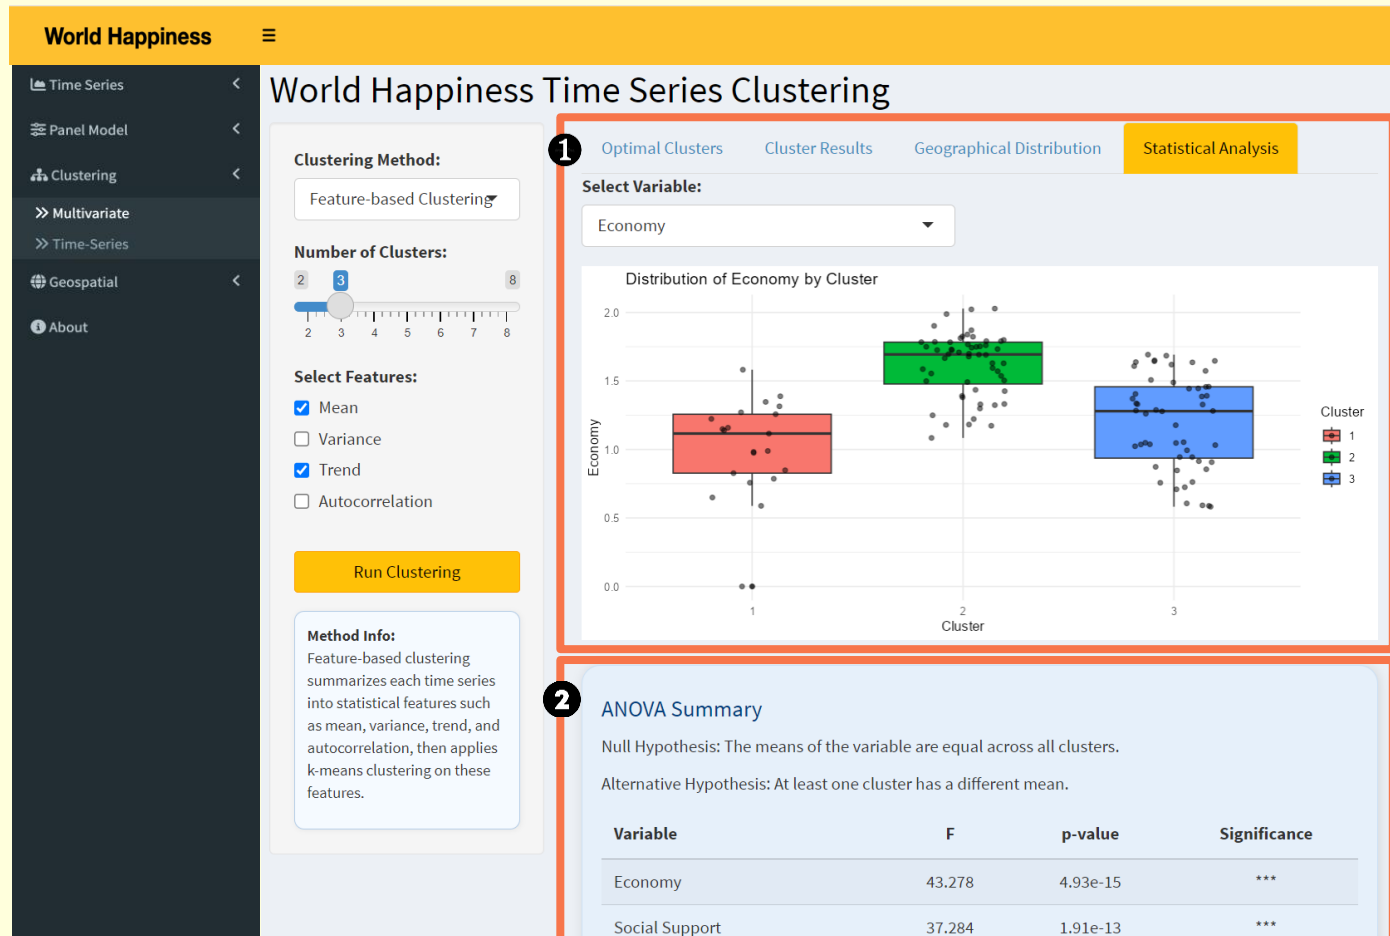 World Happiness
Time Series
Panel Model
Clustering
Multivariate
Time-Series
Geospatial
About
World Happiness Time Series Clustering
Clustering Method:
Feature-based Clustering
Number of Clusters:
2 3 8
2 3 4 5 6 7 8
Select Features:
Mean
Variance
Trend
Autocorrelation
Run Clustering
Method Info:
Feature-based clustering
summarizes each time series
into statistical features such
as mean, variance, trend, and
autocorrelation, then applies
k-means clustering on these
features.
1
Optimal Clusters Cluster Results Geographical Distribution Statistical Analysis
Select Variable:
Economy
Distribution of Economy by Cluster
2.0
1.5
1.0
0.5
0.0
Economy
1 2 3
Cluster
Cluster
1
2
3
2
ANOVA Summary
Null Hypothesis: The means of the variable are equal across all clusters.
Alternative Hypothesis: At least one cluster has a different mean.
Variable F p-value Significance
Economy 43.278 4.93e-15 ***
Social Support 37.284 1.91e-13 ***